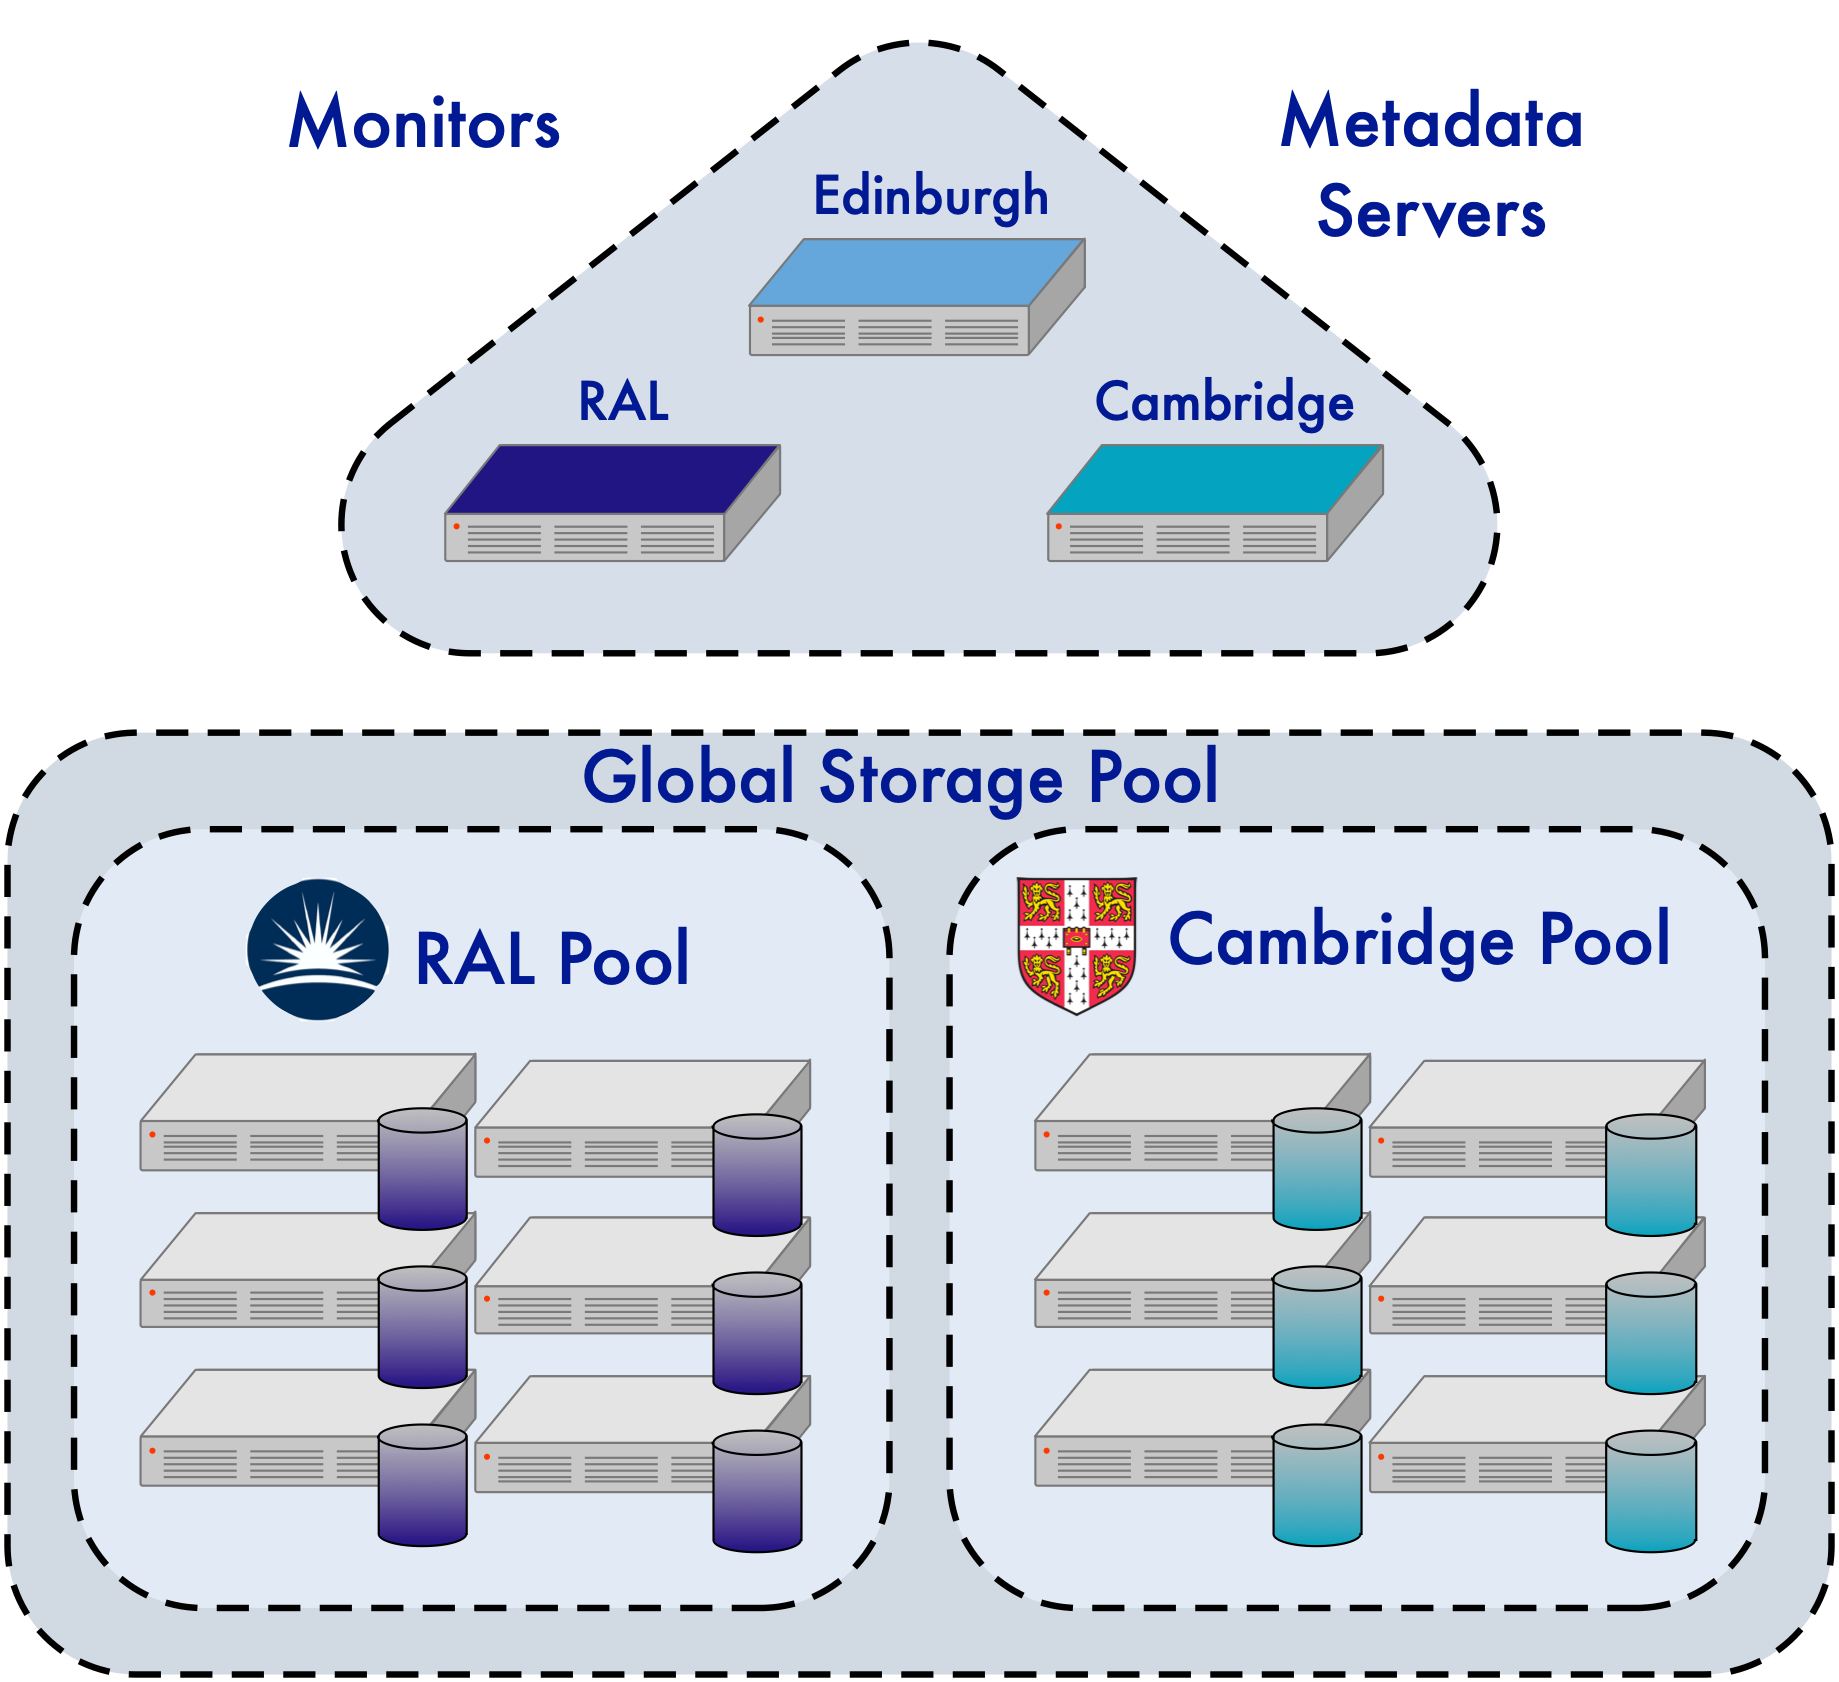 Monitors
Metadata
Servers
Edinburgh
RAL
Cambridge
Global Storage Pool
RAL Pool
Cambridge Pool